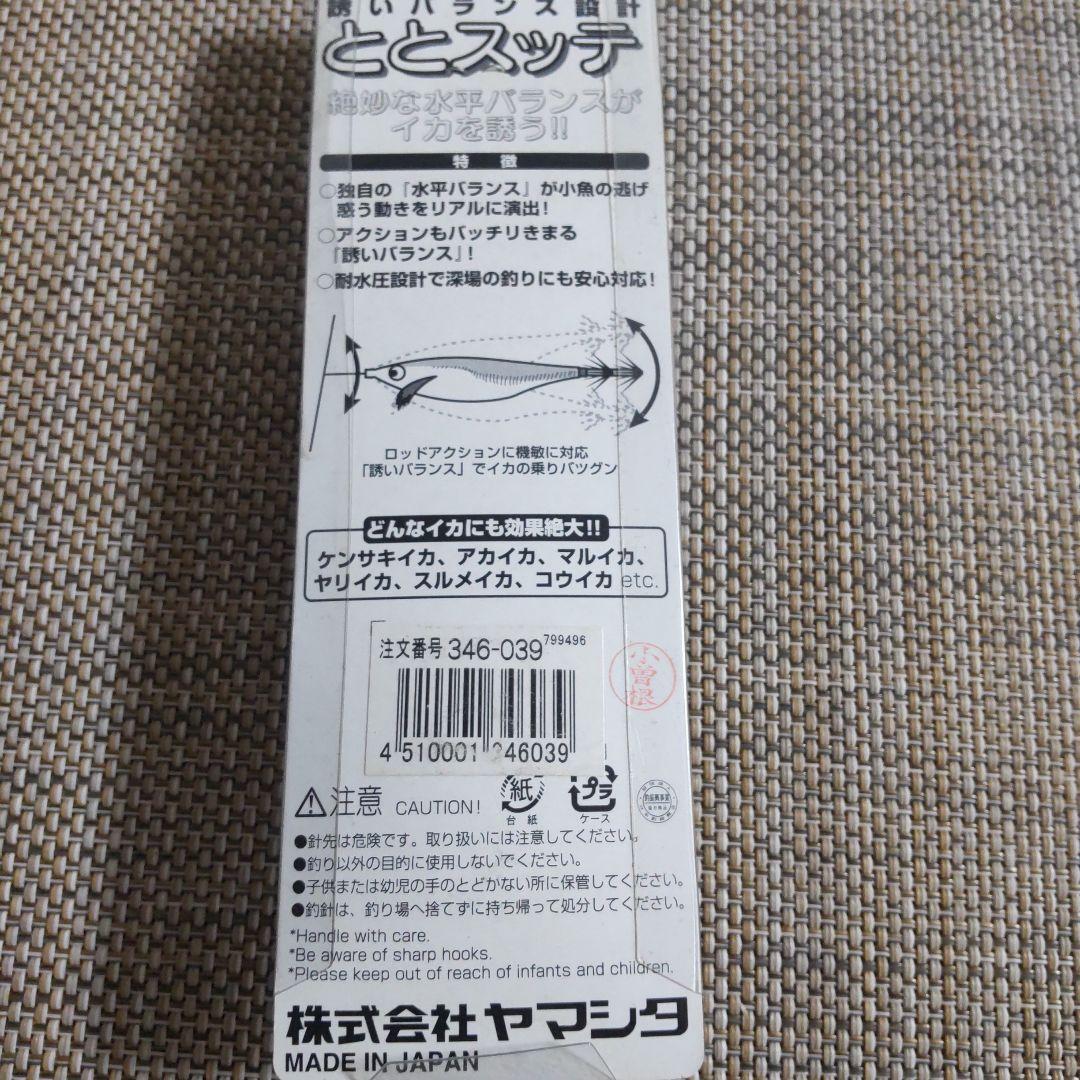 誘いバランス設計
ととスッテ
絶妙な水平バランスが
イカを誘う!!
特徴
○独自の『水平バランス』が小魚の逃げ
惑う動きをリアルに演出!
○アクションもバッチリきまる
『誘いバランス』!
○耐水圧設計で深場の釣りにも安心対応!
ロッドアクションに機敏に対応
「誘いバランス」でイカの乗りバツグン
どんなイカにも効果絶大!!
ケンサキイカ、アカイカ、マルイカ、
ヤリイカ、スルメイカ、コウイカ etc.
注文番号 346-039 799496
小曽根
4 510001 346039
注意 CAUTION!
紙
台紙
プラ
ケース
●針先は危険です。取り扱いには注意してください。
●釣り以外の目的に使用しないでください。
●子供または幼児の手のとどかない所に保管してください。
●釣針は、釣り場へ捨てずに持ち帰って処分してください。
*Handle with care.
*Be aware of sharp hooks.
*Please keep out of reach of infants and children.
株式会社ヤマシタ
MADE IN JAPAN